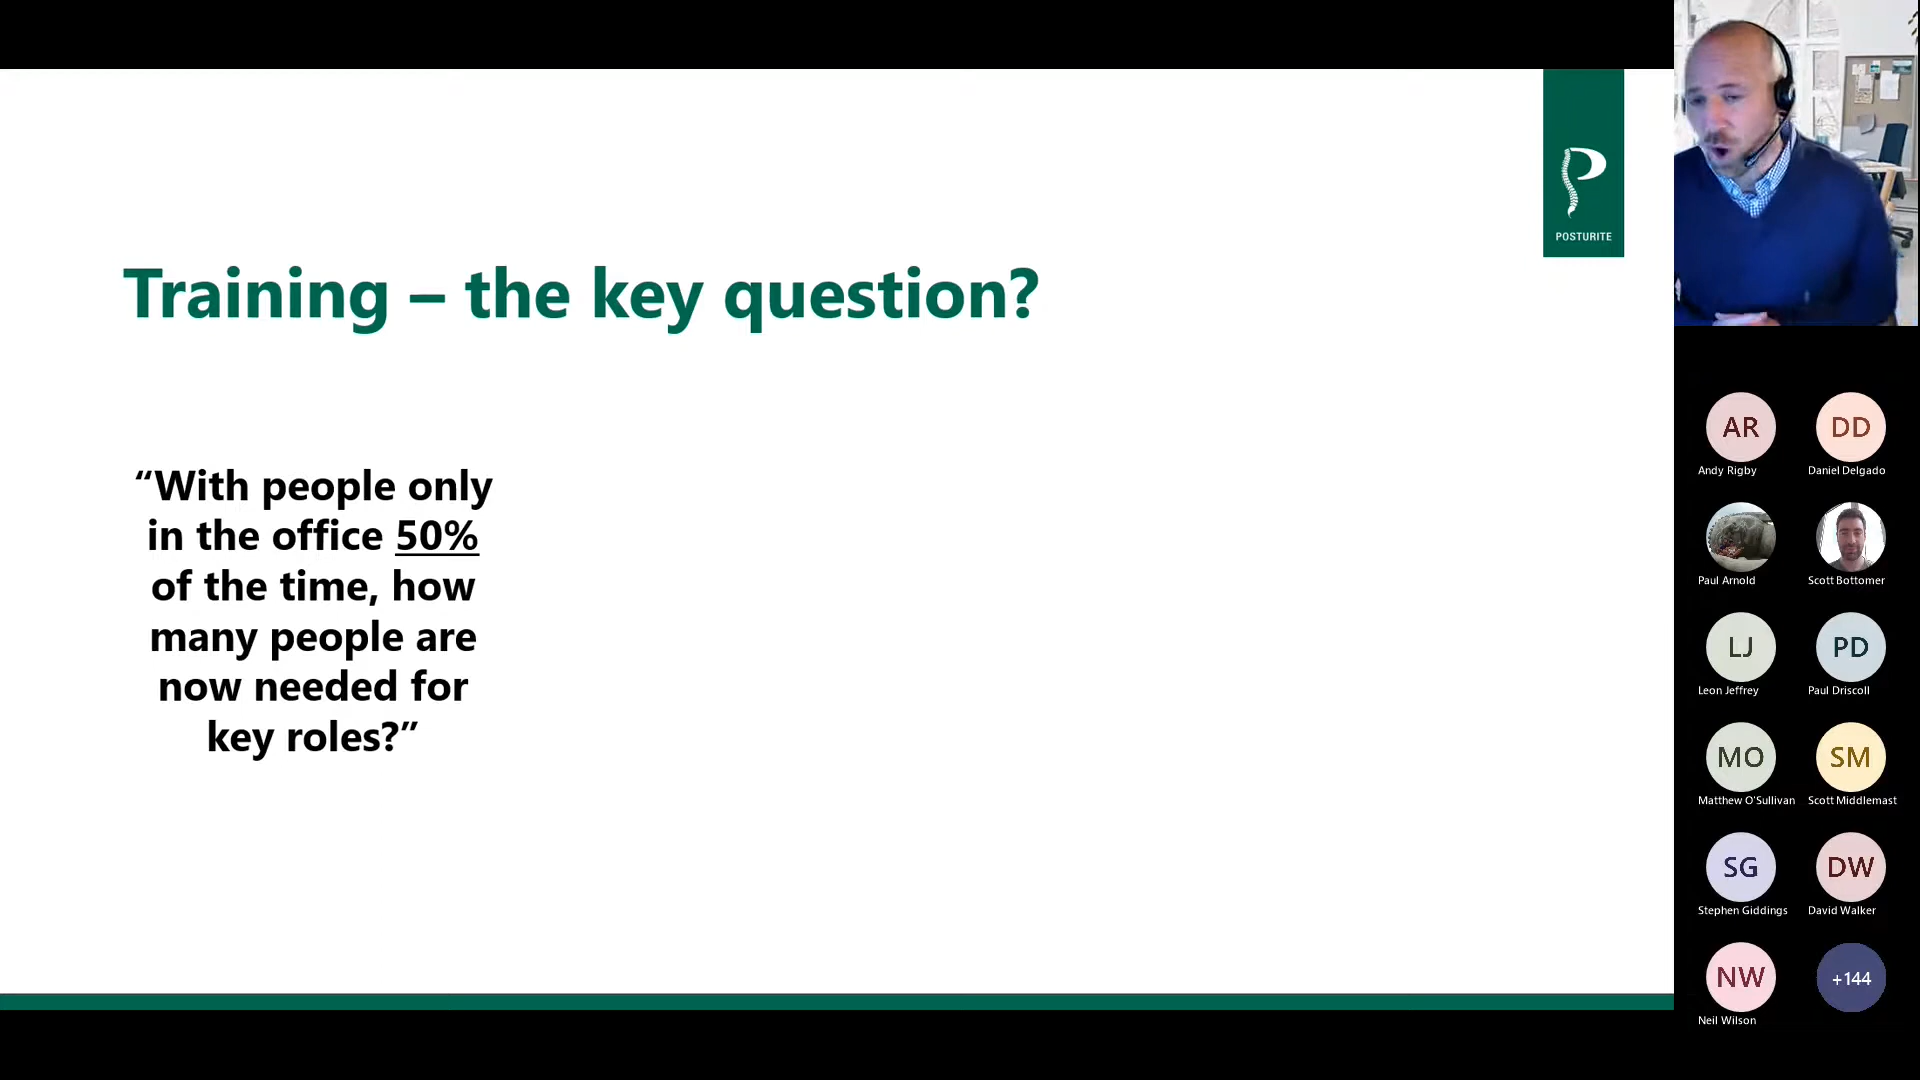 POSTURITE
Training – the key question?
“With people only
in the office 50%
of the time, how
many people are
now needed for
key roles?”
AR
DD
Andy Rigby
Daniel Delgado
Paul Arnold
Scott Bottomer
LJ
PD
Leon Jeffrey
Paul Driscoll
MO
SM
Matthew O'Sullivan
Scott Middlemast
SG
DW
Stephen Giddings
David Walker
NW
+144
Neil Wilson